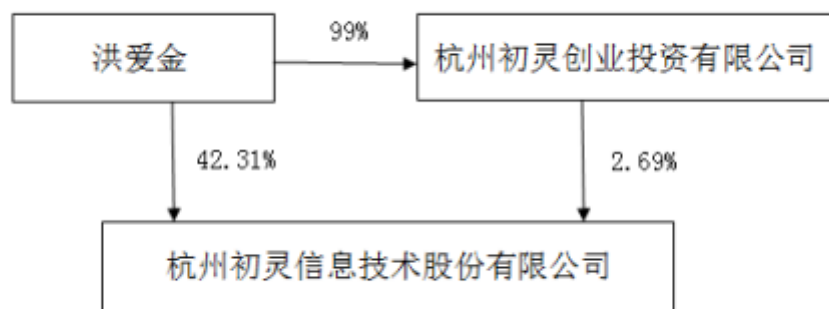 99%
洪爱金
杭州初灵创业投资有限公司
42.31%
2.69%
杭州初灵信息技术股份有限公司